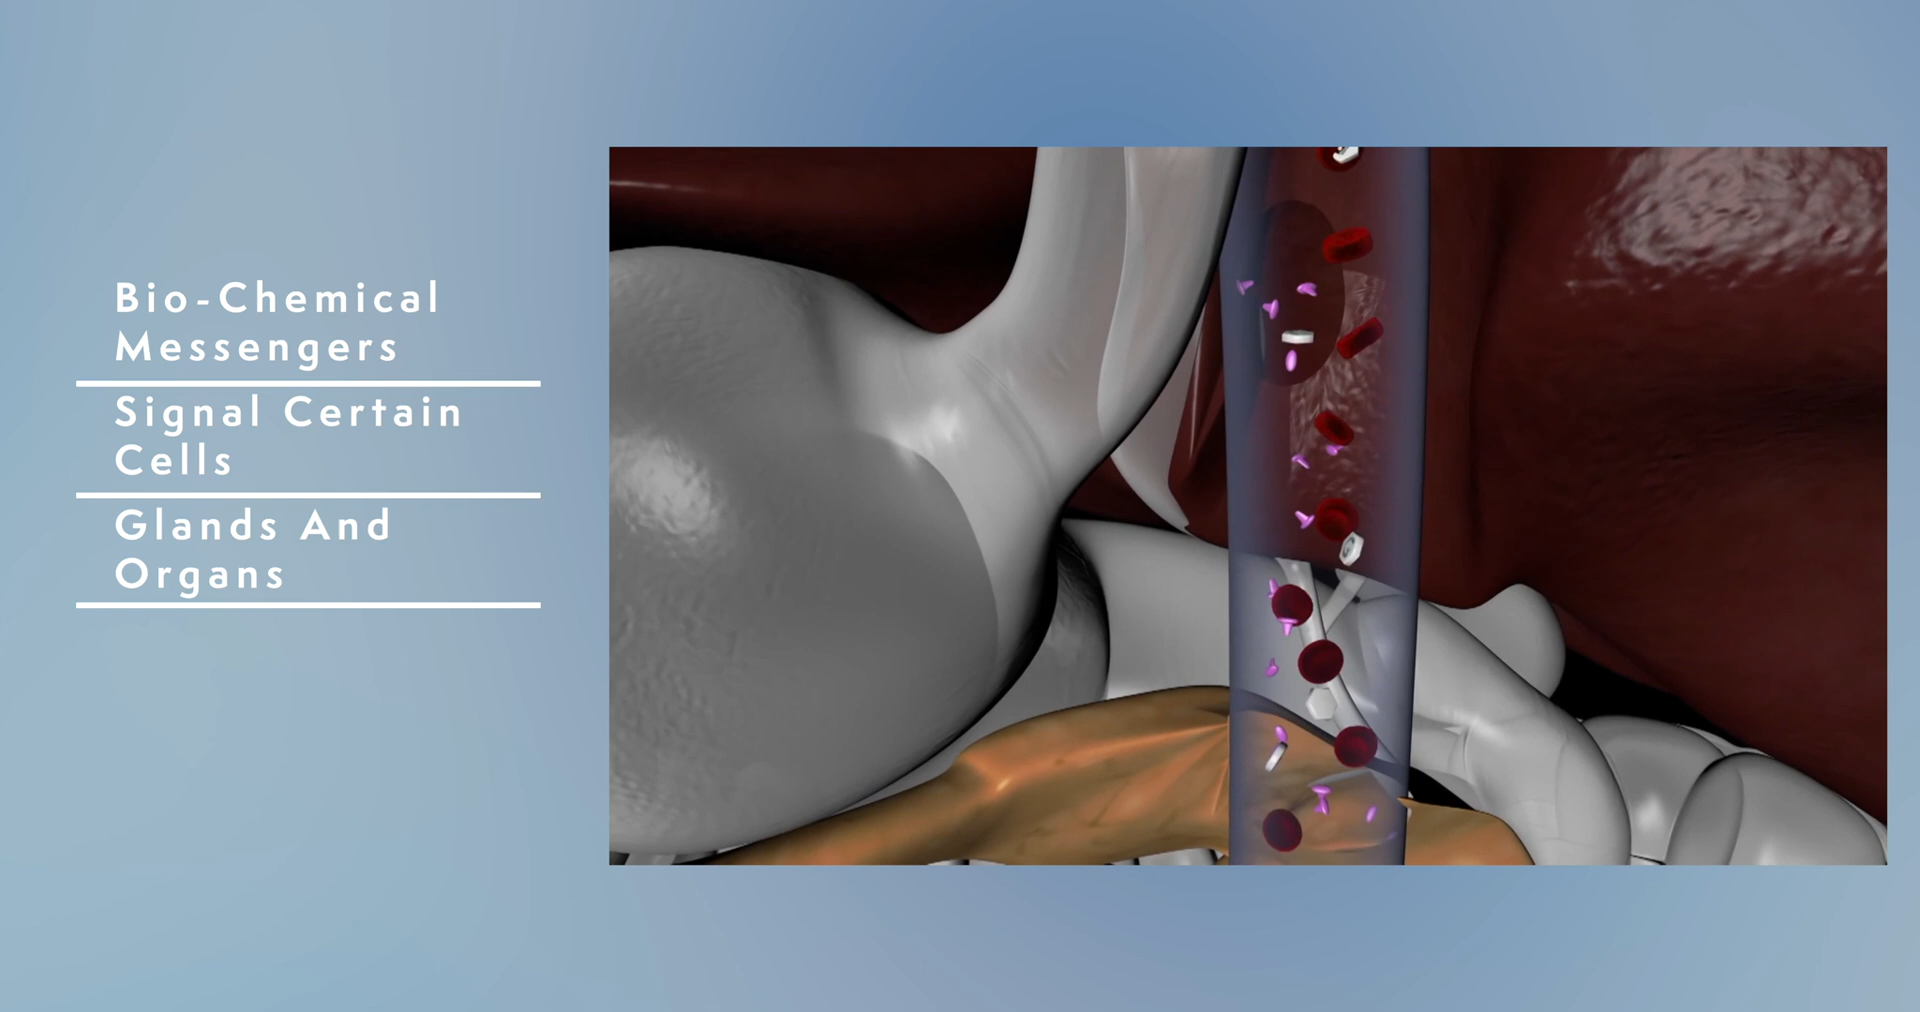 Bio-Chemical
Messengers
Signal Certain
Cells
Glands And
Organs